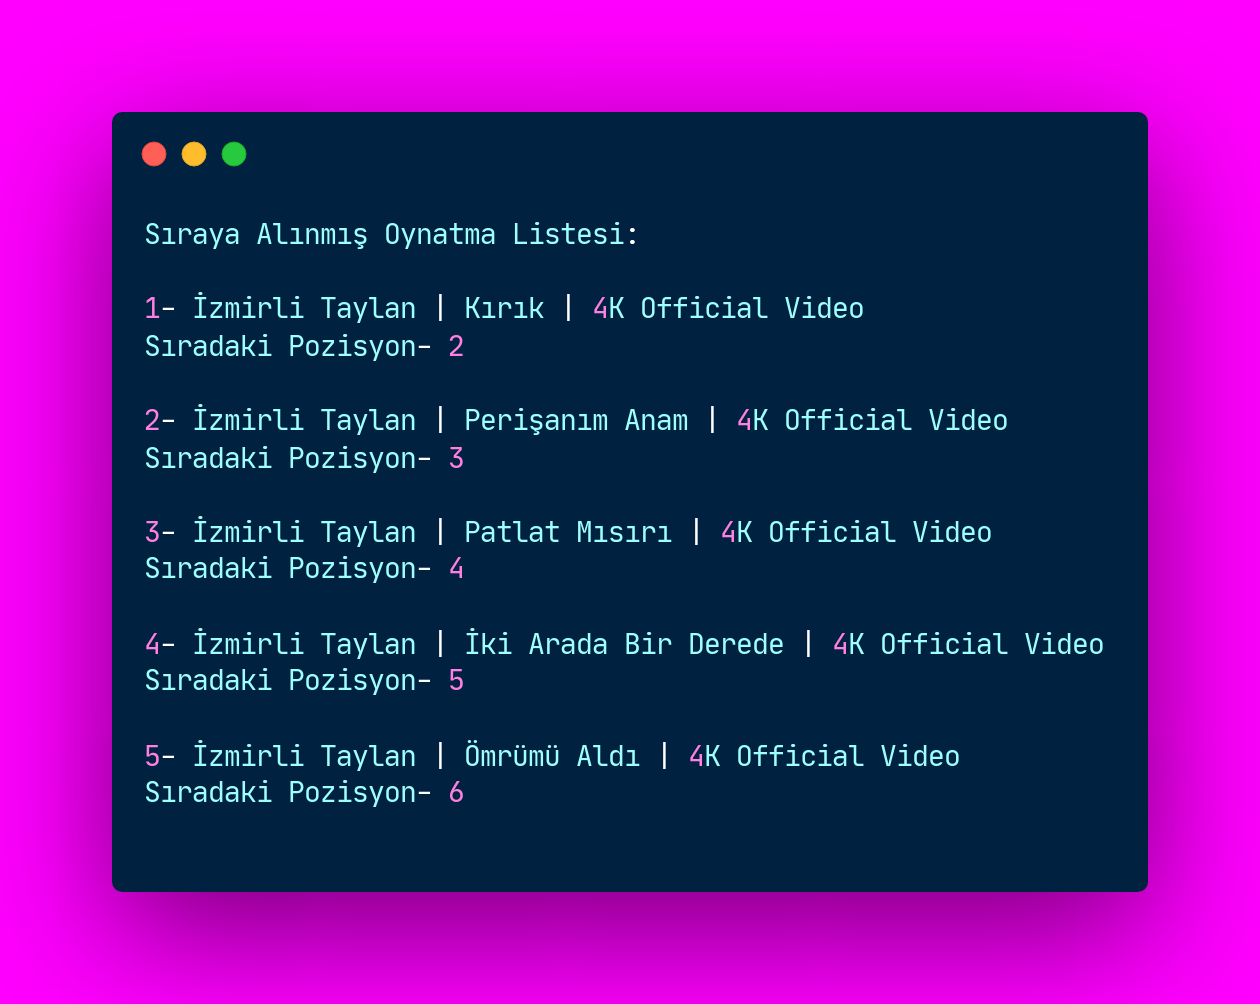 Sıraya Alınmış Oynatma Listesi:
1- İzmirli Taylan | Kırık | 4K Official Video
Sıradaki Pozisyon- 2
2- İzmirli Taylan | Perişanım Anam | 4K Official Video
Sıradaki Pozisyon- 3
3- İzmirli Taylan | Patlat Mısırı | 4K Official Video
Sıradaki Pozisyon- 4
4- İzmirli Taylan | İki Arada Bir Derede | 4K Official Video
Sıradaki Pozisyon- 5
5- İzmirli Taylan | Ömrümü Aldı | 4K Official Video
Sıradaki Pozisyon- 6